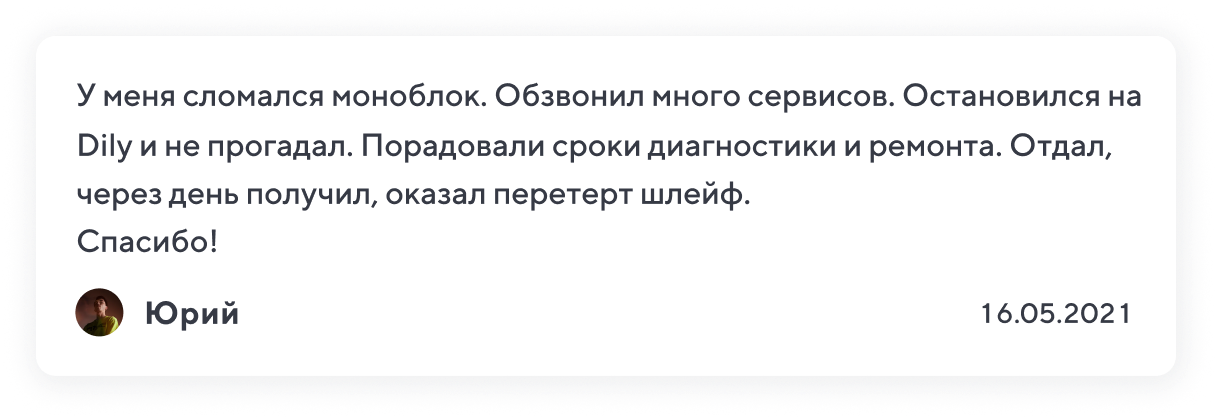 У меня сломался моноблок. Обзвонил много сервисов. Остановился на
Dily и не прогадал. Порадовали сроки диагностики и ремонта. Отдал,
через день получил, оказал перетерт шлейф.
Спасибо!
Юрий
16.05.2021